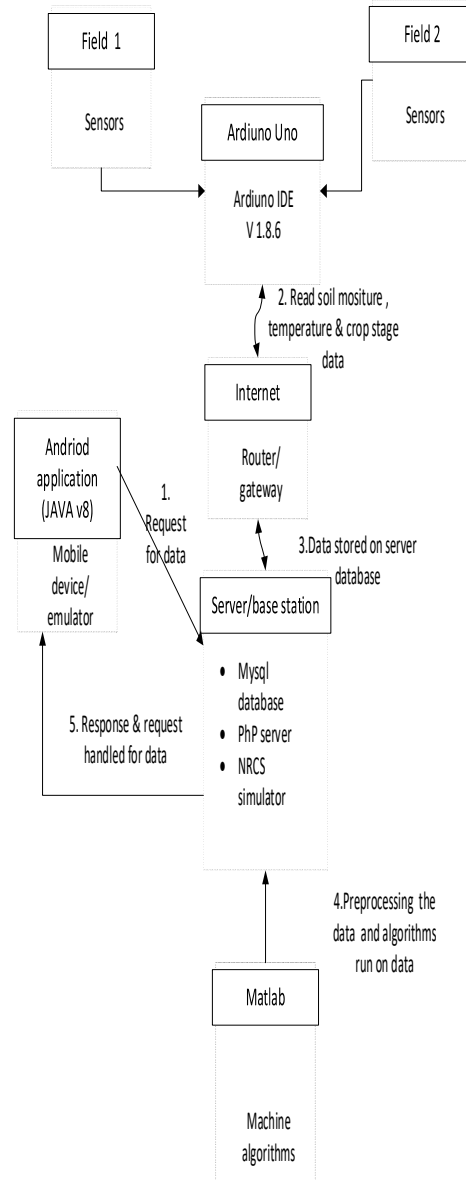 Field 1
Sensors
Field 2
Sensors
Ardiuno Uno
Ardiuno IDE
V 1.8.6
2. Read soil mositure ,
temperature & crop stage
data
Internet
Router/
gateway
Andriod
application
(JAVA v8)
Mobile
device/
emulator
1.
Request
for data
3.Data stored on server
database
Server/base station
• Mysql
database
• PhP server
• NRCS
simulator
5. Response & request
handled for data
4.Preprocessing the
data and algorithms
run on data
Matlab
Machine
algorithms